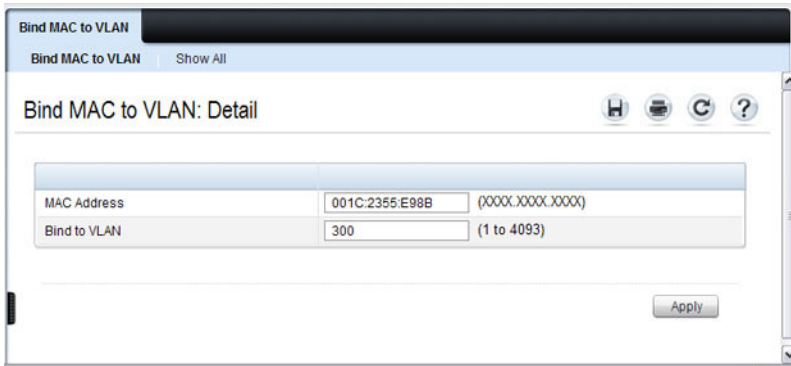 Bind MAC to VLAN
Bind MAC to VLAN Show All
Bind MAC to VLAN: Detail
MAC Address 001C:2355:E98B (XXXX.XXXX.XXXX)
Bind to VLAN 300 (1 to 4093)
Apply